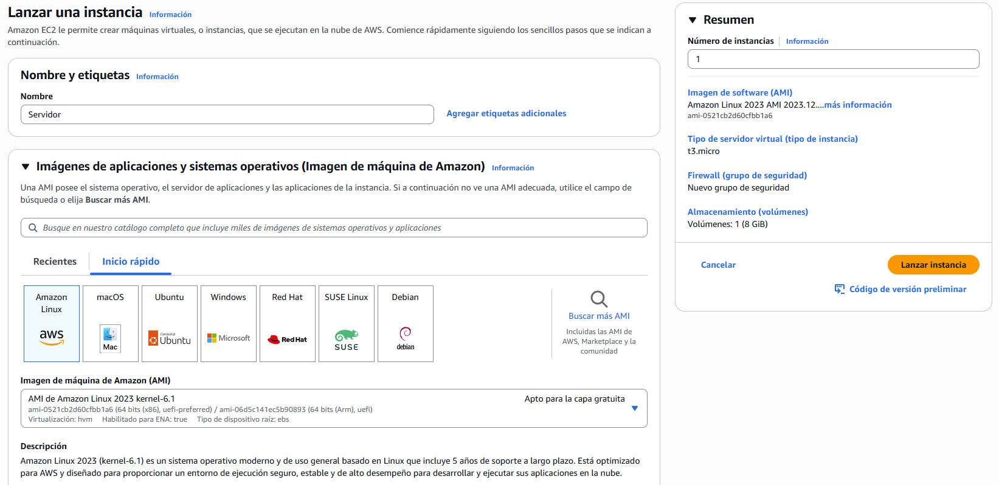 Lanzar una instancia Información
Amazon EC2 le permite crear máquinas virtuales, o instancias, que se ejecutan en la nube de AWS. Comience rápidamente siguiendo los sencillos pasos que se indican a
continuación.
Nombre y etiquetas Información
Nombre
Servidor
Agregar etiquetas adicionales
Imágenes de aplicaciones y sistemas operativos (Imagen de máquina de Amazon) Información
Una AMI posee el sistema operativo, el servidor de aplicaciones y las aplicaciones de la instancia. Si a continuación no ve una AMI adecuada, utilice el campo de
búsqueda o elija Buscar más AMI.
Busque en nuestro catálogo completo que incluye miles de imágenes de sistemas operativos y aplicaciones
Recientes
Inicio rápido
Amazon
Linux
aws
macOS
Mac
Ubuntu
Canonical
Ubuntu
Windows
Microsoft
Red Hat
Red Hat
SUSE Linux
SUSE
Debian
debian
Buscar más AMI
Incluidas las AMI de
AWS, Marketplace y la
comunidad
Imagen de máquina de Amazon (AMI)
AMI de Amazon Linux 2023 kernel-6.1
Apto para la capa gratuita
ami-0521cb2d60cfbb1a6 (64 bits (x86), uefi-preferred) / ami-06d5c141ec5b90893 (64 bits (Arm), uefi)
Virtualización: hvm Habilitado para ENA: true Tipo de dispositivo raíz: ebs
Descripción
Amazon Linux 2023 (kernel-6.1) es un sistema operativo moderno y de uso general basado en Linux que incluye 5 años de soporte a largo plazo. Está optimizado
para AWS y diseñado para proporcionar un entorno de ejecución seguro, estable y de alto desempeño para desarrollar y ejecutar sus aplicaciones en la nube.
Resumen
Número de instancias Información
1
Imagen de software (AMI)
Amazon Linux 2023 AMI 2023.12....más información
ami-0521cb2d60cfbb1a6
Tipo de servidor virtual (tipo de instancia)
t3.micro
Firewall (grupo de seguridad)
Nuevo grupo de seguridad
Almacenamiento (volúmenes)
Volúmenes: 1 (8 GiB)
Cancelar
Lanzar instancia
Código de versión preliminar